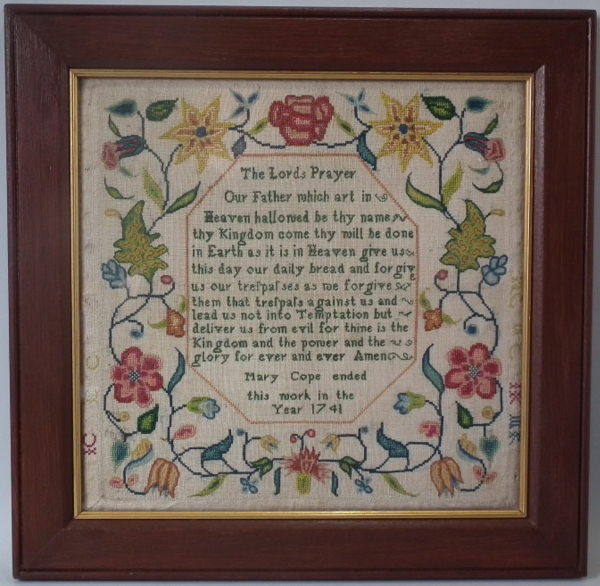 The Lords Prayer
Our Father which art in
Heaven hallowed be thy name
thy Kingdom come thy will be done
in Earth as it is in Heaven give us
this day our daily bread and for give
us our treſpaſses as we forgive
them that treſpaſs against us and
lead us not into Temptation but
deliver us from evil for thine is the
Kingdom and the power and the
glory for ever and ever Amen
Mary Cope ended
this work in the
Year 1741